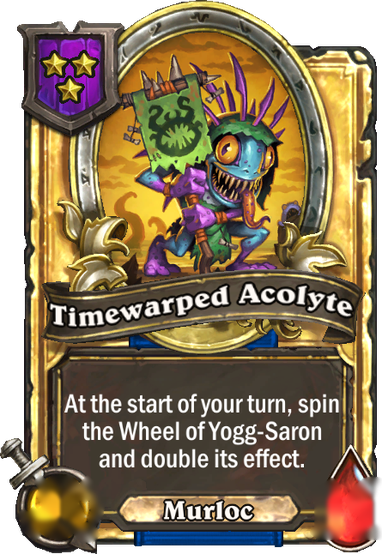 Timewarped Acolyte
At the start of your turn, spin
the Wheel of Yogg-Saron
and double its effect.
Murloc